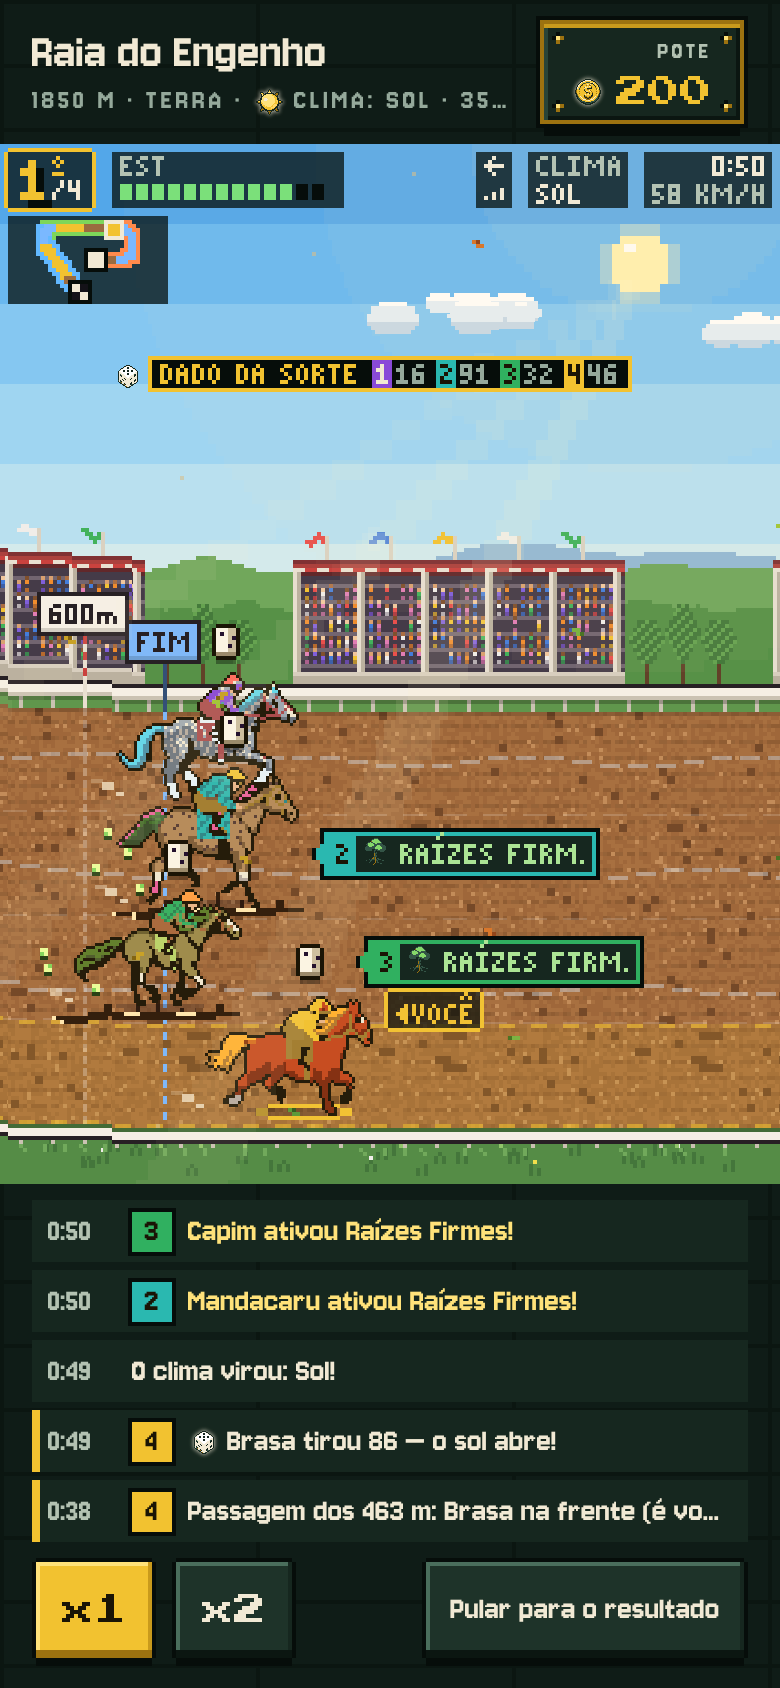 Raia do Engenho
1850 M · TERRA · CLIMA: SOL · 35...
POTE
200
1º/4
EST
CLIMA
SOL
0:50
58 KM/H
DADO DA SORTE 1 16 2 91 3 32 4 46
600m
FIM
2 RAÍZES FIRM.
3 RAÍZES FIRM.
VOCÊ
0:50 3 Capim ativou Raízes Firmes!
0:50 2 Mandacaru ativou Raízes Firmes!
0:49 O clima virou: Sol!
0:49 4 Brasa tirou 86 — o sol abre!
0:38 4 Passagem dos 463 m: Brasa na frente (é vo...
x1
x2
Pular para o resultado